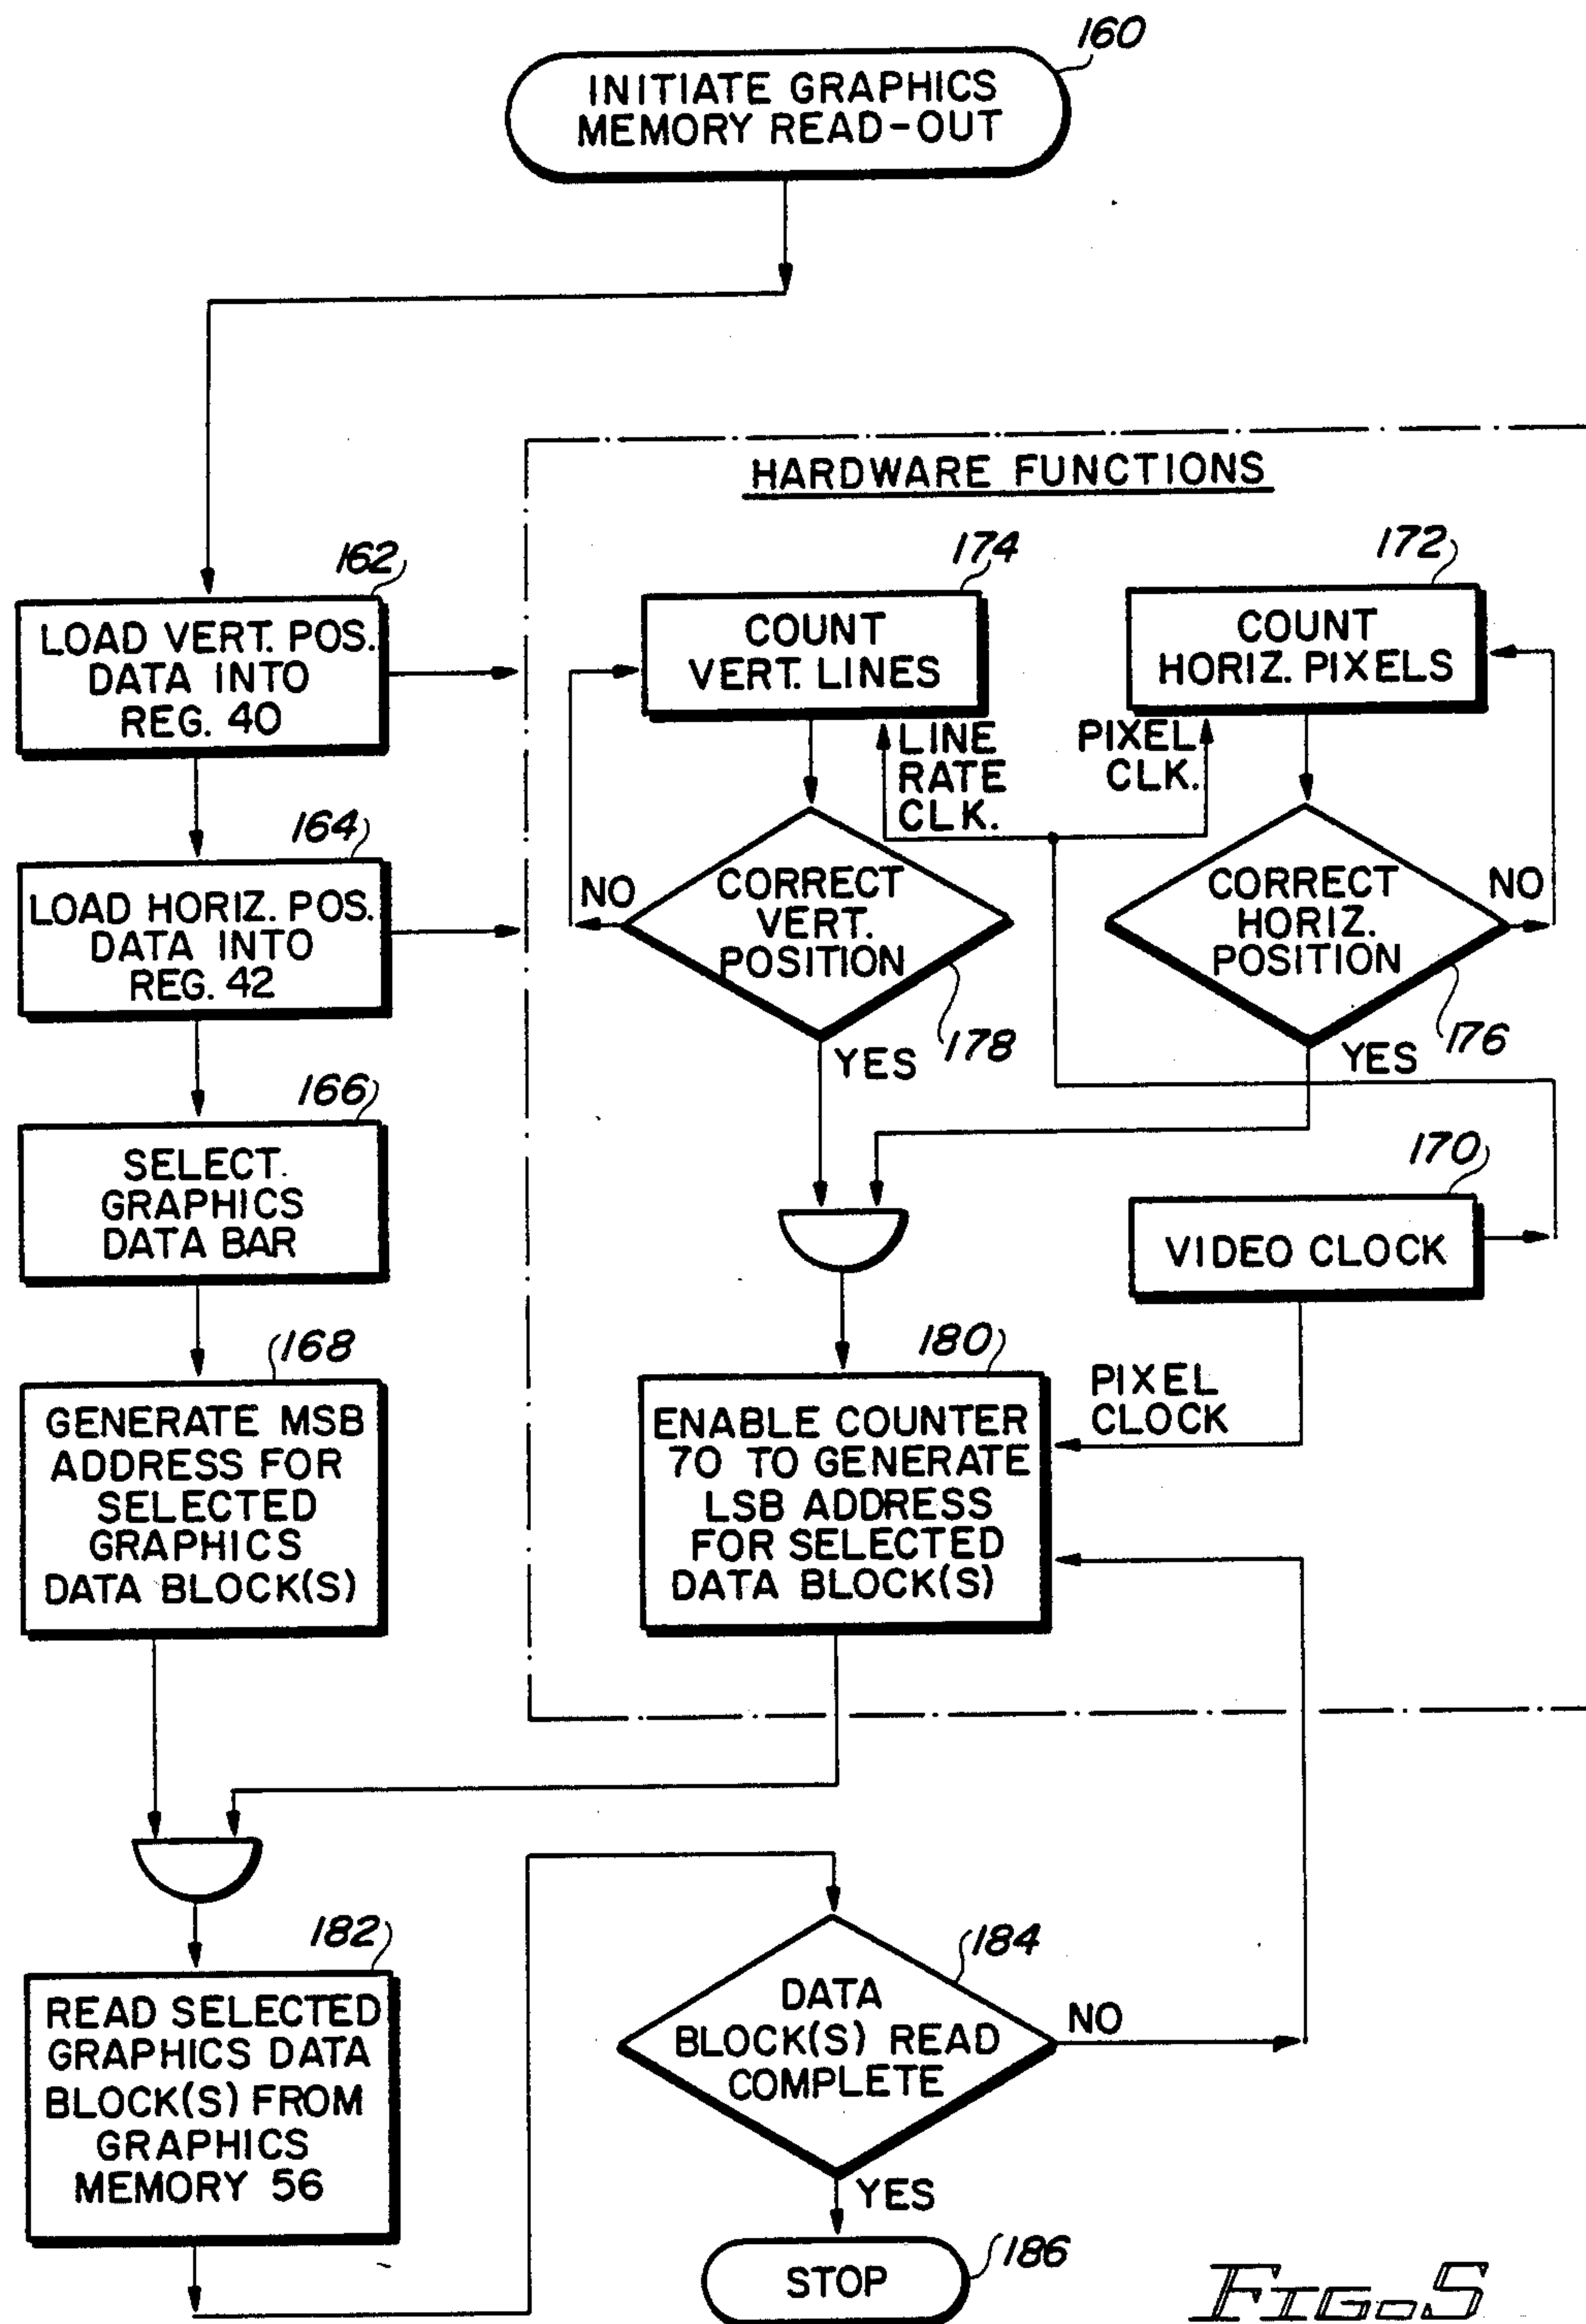 160
INITIATE GRAPHICS
MEMORY READ-OUT
HARDWARE FUNCTIONS
162
LOAD VERT. POS.
DATA INTO
REG. 40
164
LOAD HORIZ. POS.
DATA INTO
REG. 42
166
SELECT.
GRAPHICS
DATA BAR
168
GENERATE MSB
ADDRESS FOR
SELECTED
GRAPHICS
DATA BLOCK(S)
174
COUNT
VERT. LINES
172
COUNT
HORIZ. PIXELS
LINE
RATE
CLK.
PIXEL
CLK.
NO
CORRECT
VERT.
POSITION
178
YES
CORRECT
HORIZ.
POSITION
NO
176
YES
170
VIDEO CLOCK
180
ENABLE COUNTER
70 TO GENERATE
LSB ADDRESS
FOR SELECTED
DATA BLOCK(S)
PIXEL
CLOCK
182
READ SELECTED
GRAPHICS DATA
BLOCK(S) FROM
GRAPHICS
MEMORY 56
184
DATA
BLOCK(S) READ
COMPLETE
NO
YES
STOP
186
FIG. 5